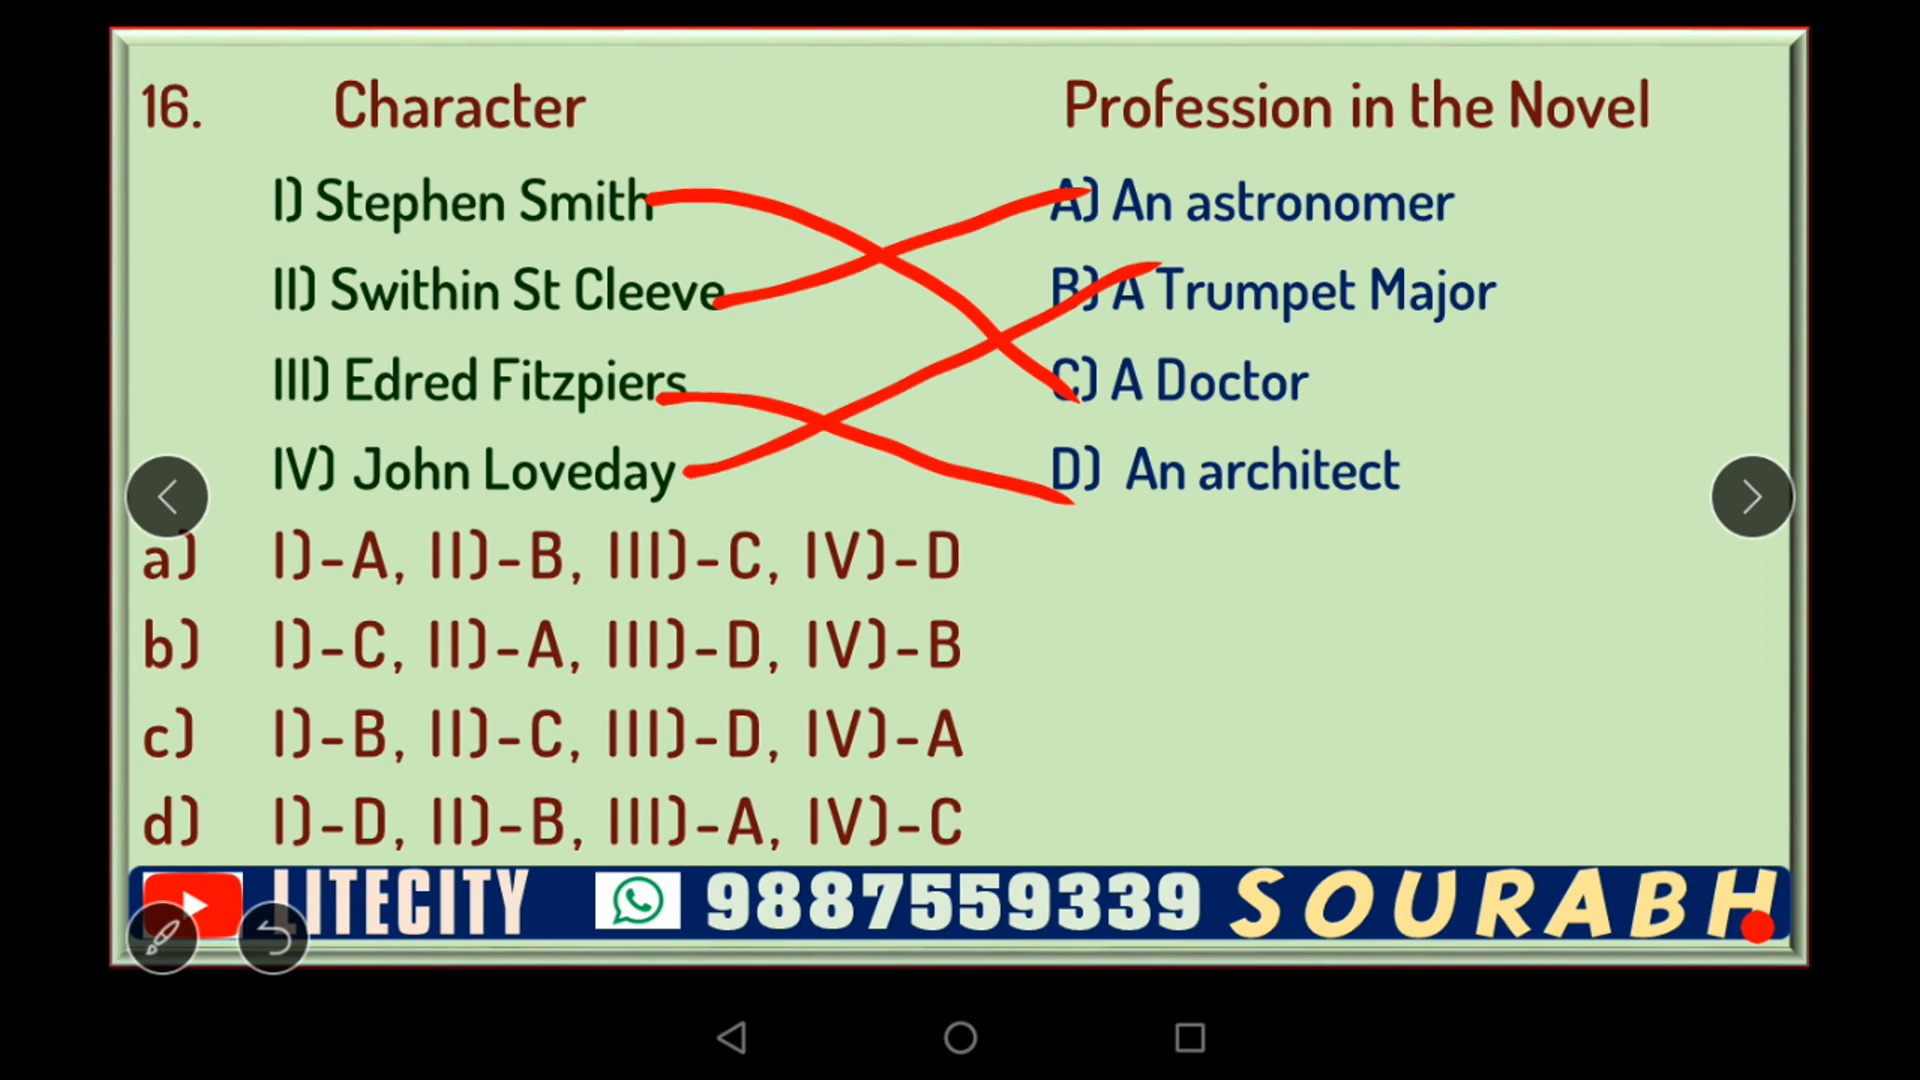 16. Character Profession in the Novel
I) Stephen Smith A) An astronomer
II) Swithin St Cleeve B) A Trumpet Major
III) Edred Fitzpiers C) A Doctor
IV) John Loveday D) An architect
a) I)-A, II)-B, III)-C, IV)-D
b) I)-C, II)-A, III)-D, IV)-B
c) I)-B, II)-C, III)-D, IV)-A
d) I)-D, II)-B, III)-A, IV)-C
LITECITY 9887559339 SOURABH